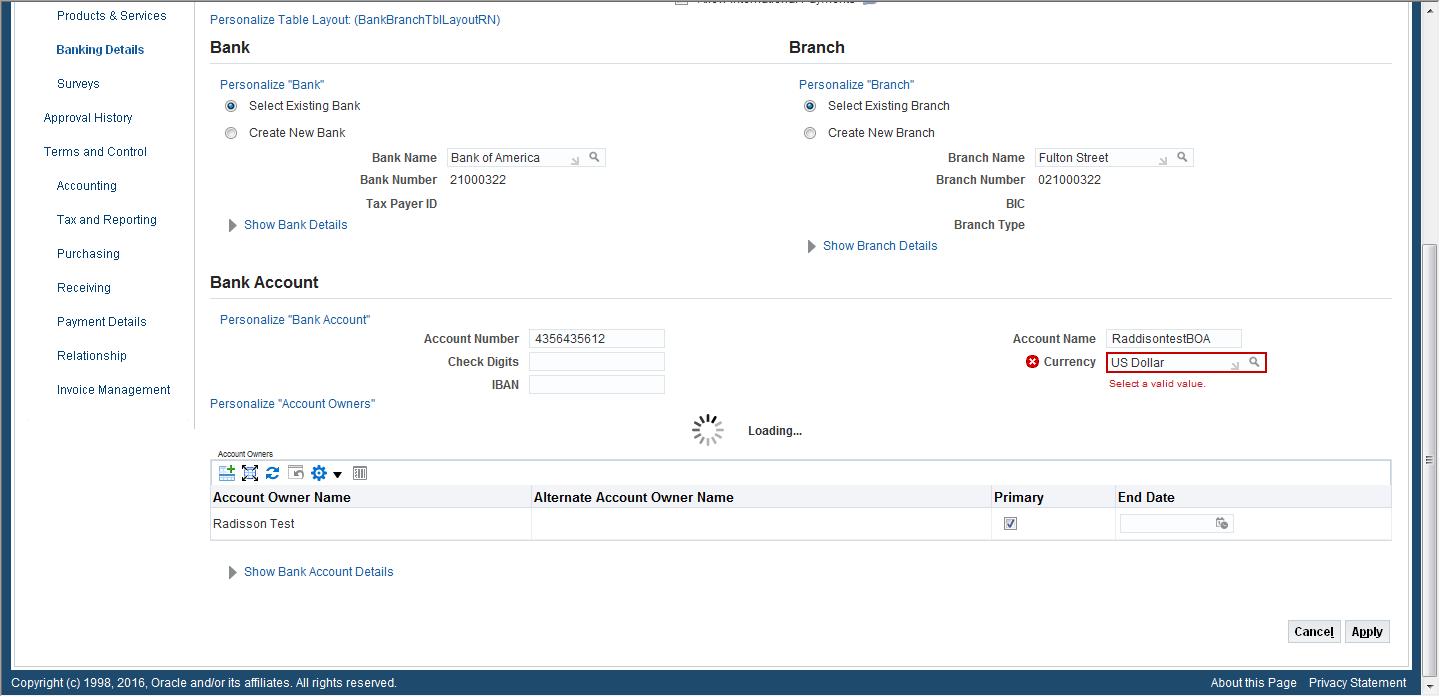 Products & Services
Banking Details
Surveys
Approval History
Terms and Control
Accounting
Tax and Reporting
Purchasing
Receiving
Payment Details
Relationship
Invoice Management
Personalize Table Layout: (BankBranchTblLayoutRN)
Bank
Personalize "Bank"
Select Existing Bank
Create New Bank
Bank Name Bank of America
Bank Number 21000322
Tax Payer ID
Show Bank Details
Branch
Personalize "Branch"
Select Existing Branch
Create New Branch
Branch Name Fulton Street
Branch Number 021000322
BIC
Branch Type
Show Branch Details
Bank Account
Personalize "Bank Account"
Account Number 4356435612
Check Digits
IBAN
Account Name RaddisontestBOA
Currency US Dollar
Select a valid value.
Personalize "Account Owners"
Loading...
Account Owners
Account Owner Name Alternate Account Owner Name Primary End Date
Radisson Test
Show Bank Account Details
Cancel Apply
Copyright (c) 1998, 2016, Oracle and/or its affiliates. All rights reserved. About this Page Privacy Statement